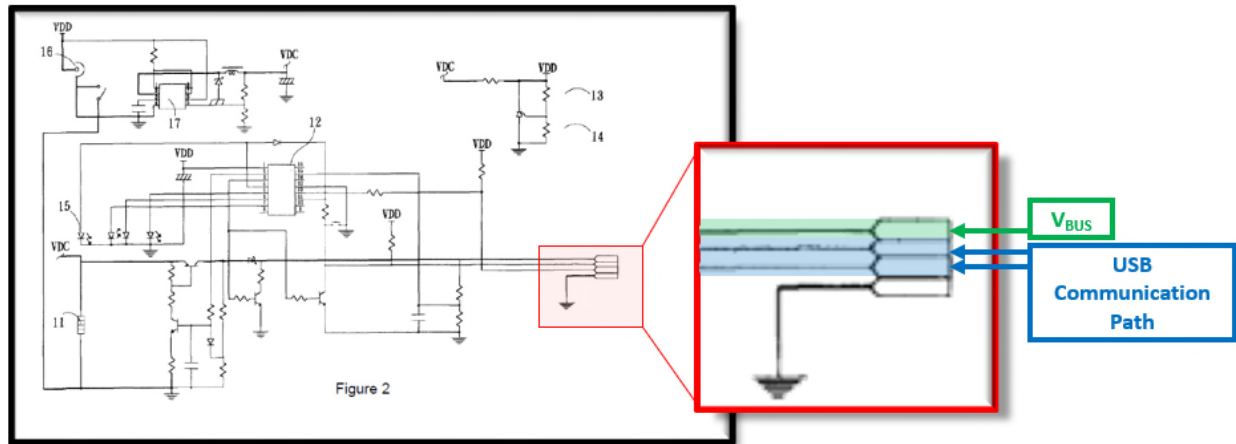 VDD
16
VDC
17
VDC
VDD
13
14
12
VDD
VDD
15
VDD
VDC
11
Figure 2
V_BUS
USB
Communication
Path